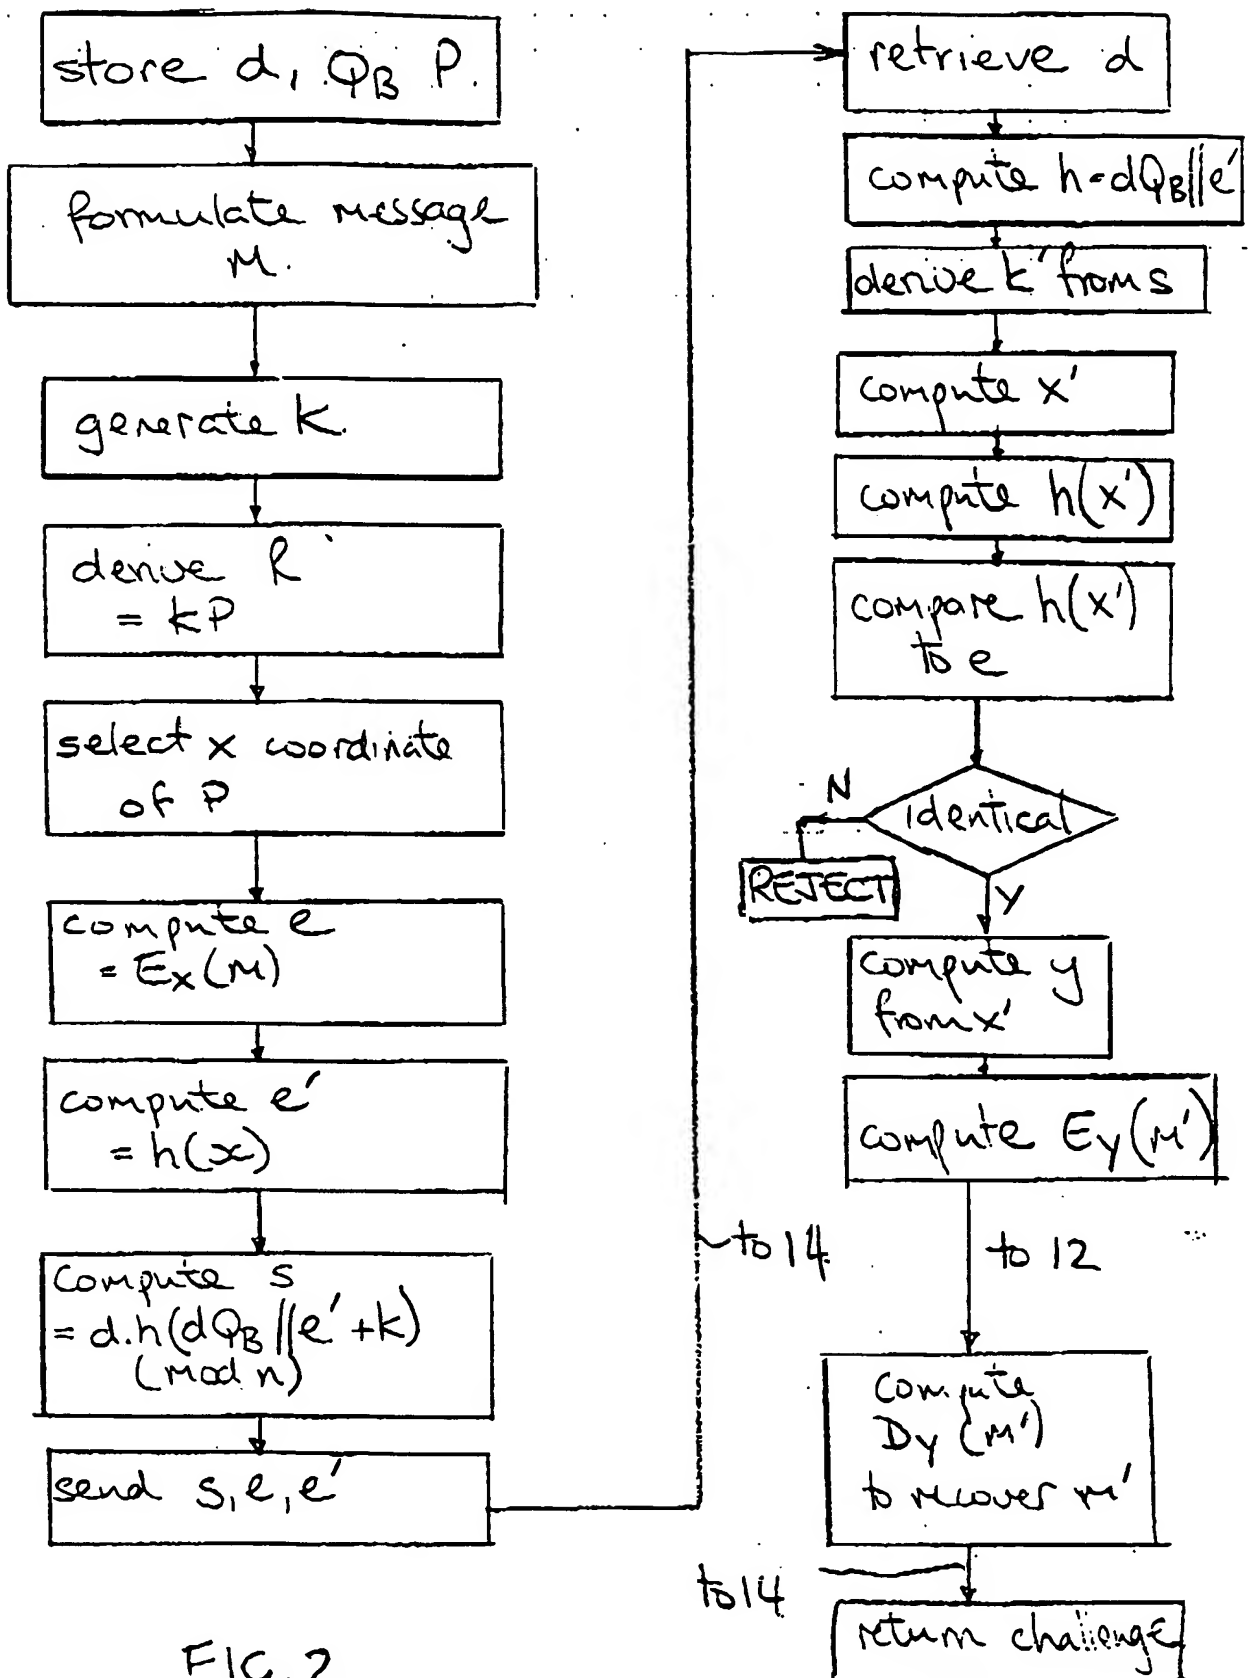 store d, QB P.
formulate message
M.
generate k.
derive R
= kP
select x coordinate
of P
compute e
= Ex(M)
compute e'
= h(x)
compute s
= d.h(dQB||e'+k)
(mod n)
send s,e,e'
FIG. 2
retrieve d
compute h=dQB||e'
derive k' from s
compute x'
compute h(x')
compare h(x')
to e
identical
N
REJECT
Y
compute y
from x'
compute Ey(M')
to 14
to 12
compute
Dy(M')
to recover M'
to 14
return challenge